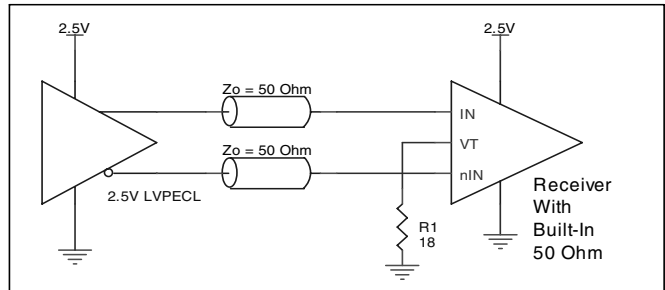 2.5V
2.5V
Zo = 50 Ohm
IN
VT
Zo = 50 Ohm
nIN
2.5V LVPECL
R1
18
Receiver
With
Built-In
50 Ohm